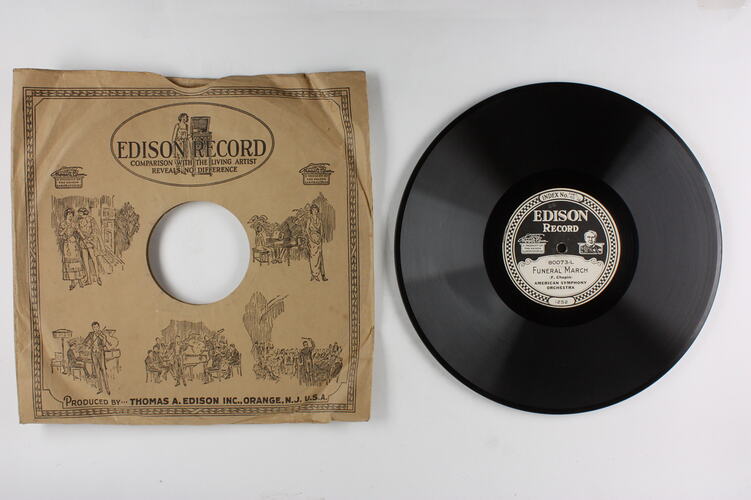 EDISON RECORD
COMPARISON WITH THE LIVING ARTIST
REVEALS NO DIFFERENCE
PRODUCED BY--- THOMAS A. EDISON INC., ORANGE, N.J. U.S.A.
INDEX No.
EDISON
RECORD
80073-L
FUNERAL MARCH
(F. Chopin)
AMERICAN SYMPHONY
ORCHESTRA
1252